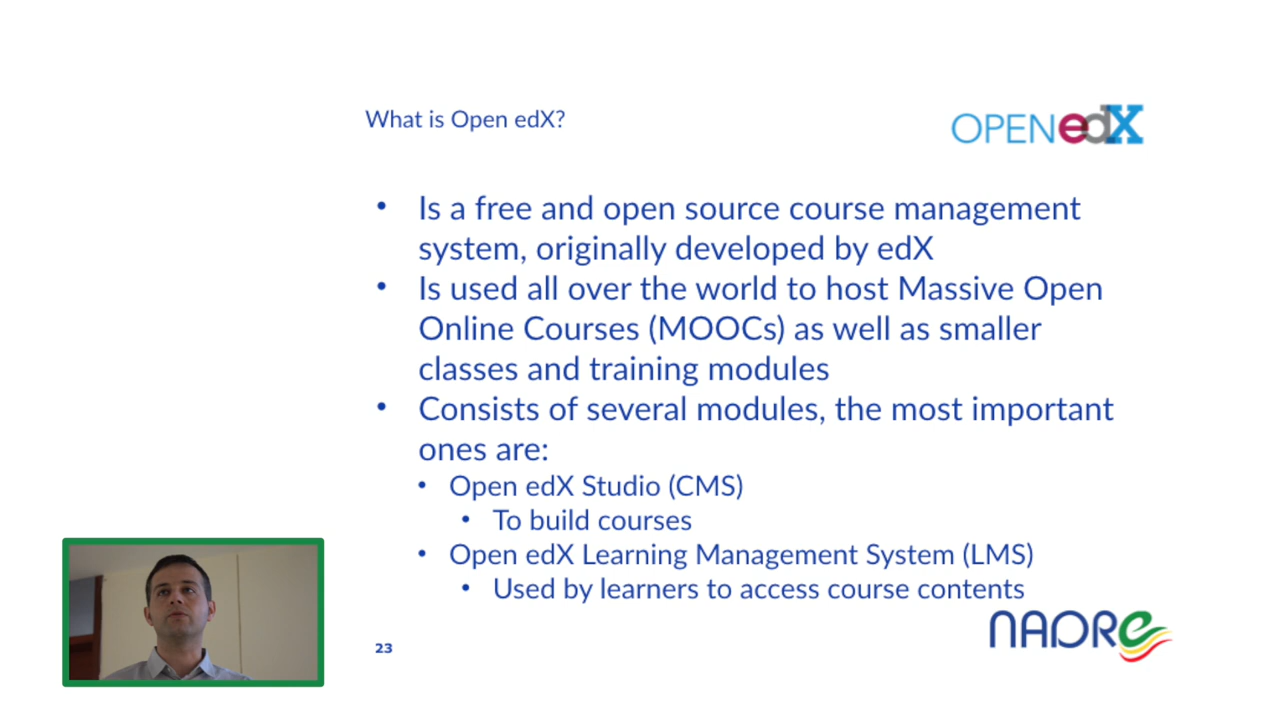 What is Open edX?
OPENedX
• Is a free and open source course management
system, originally developed by edX
• Is used all over the world to host Massive Open
Online Courses (MOOCs) as well as smaller
classes and training modules
• Consists of several modules, the most important
ones are:
• Open edX Studio (CMS)
• To build courses
• Open edX Learning Management System (LMS)
• Used by learners to access course contents
NADRe
23